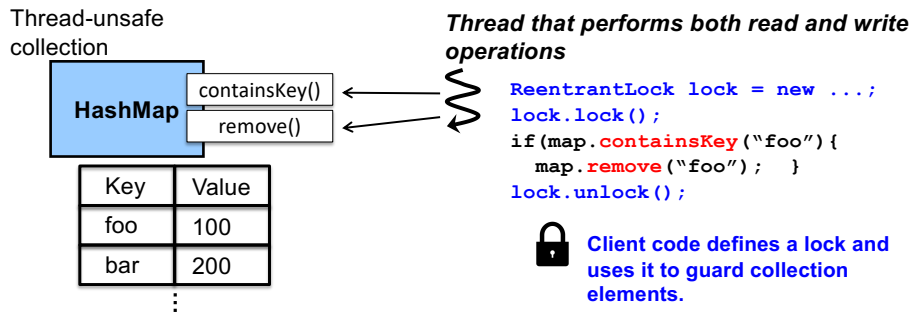 Thread-unsafe
collection
HashMap
containsKey()
remove()
Key Value
foo 100
bar 200
Thread that performs both read and write
operations
ReentrantLock lock = new ...;
lock.lock();
if(map.containsKey(“foo”){
map.remove(“foo”); }
lock.unlock();
Client code defines a lock and
uses it to guard collection
elements.